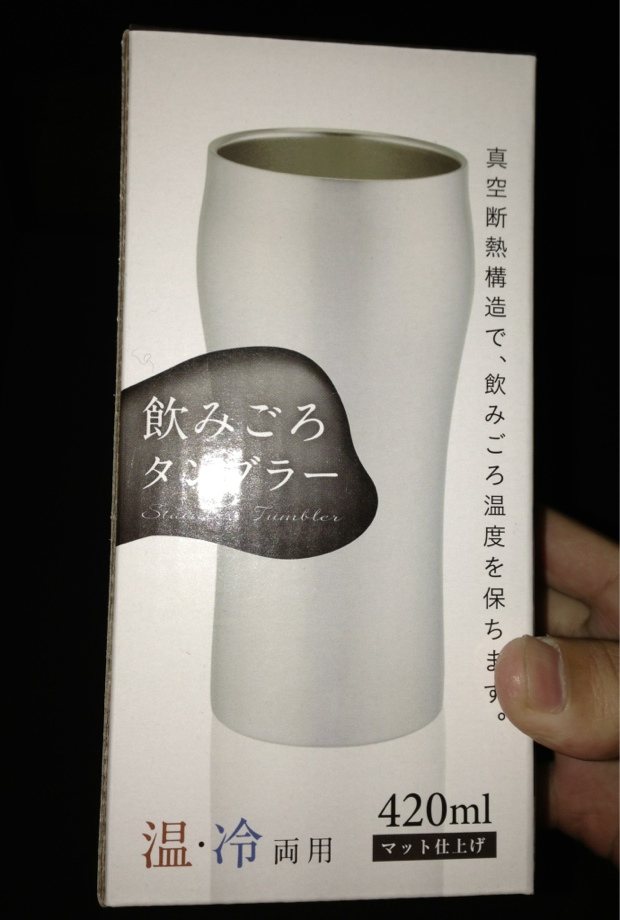 真空断熱構造で、飲みごろ温度を保ちます。
飲みごろ
タンブラー
Tumbler
温・冷両用
420ml
マット仕上げ